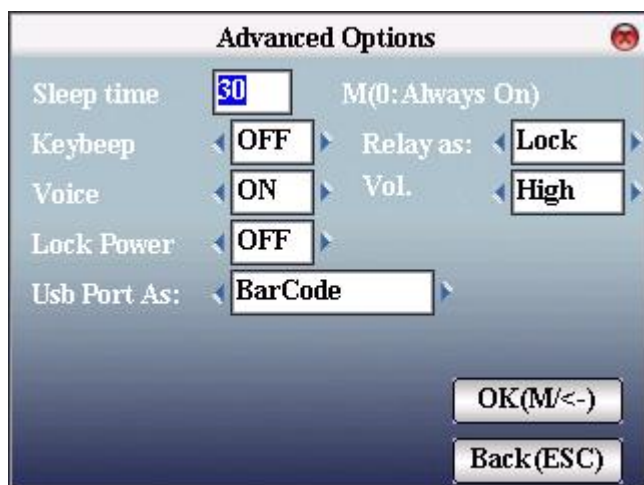 Advanced Options
Sleep time 30 M(0:Always On)
Keybeep OFF Relay as: Lock
Voice ON Vol. High
Lock Power OFF
Usb Port As: BarCode
OK(M/<-)
Back(ESC)